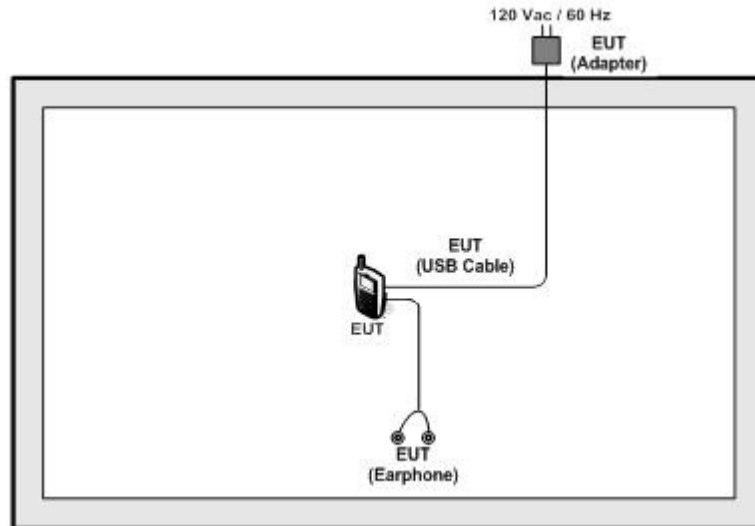 120 Vac / 60 Hz
EUT
(Adapter)
EUT
(USB Cable)
EUT
EUT
(Earphone)